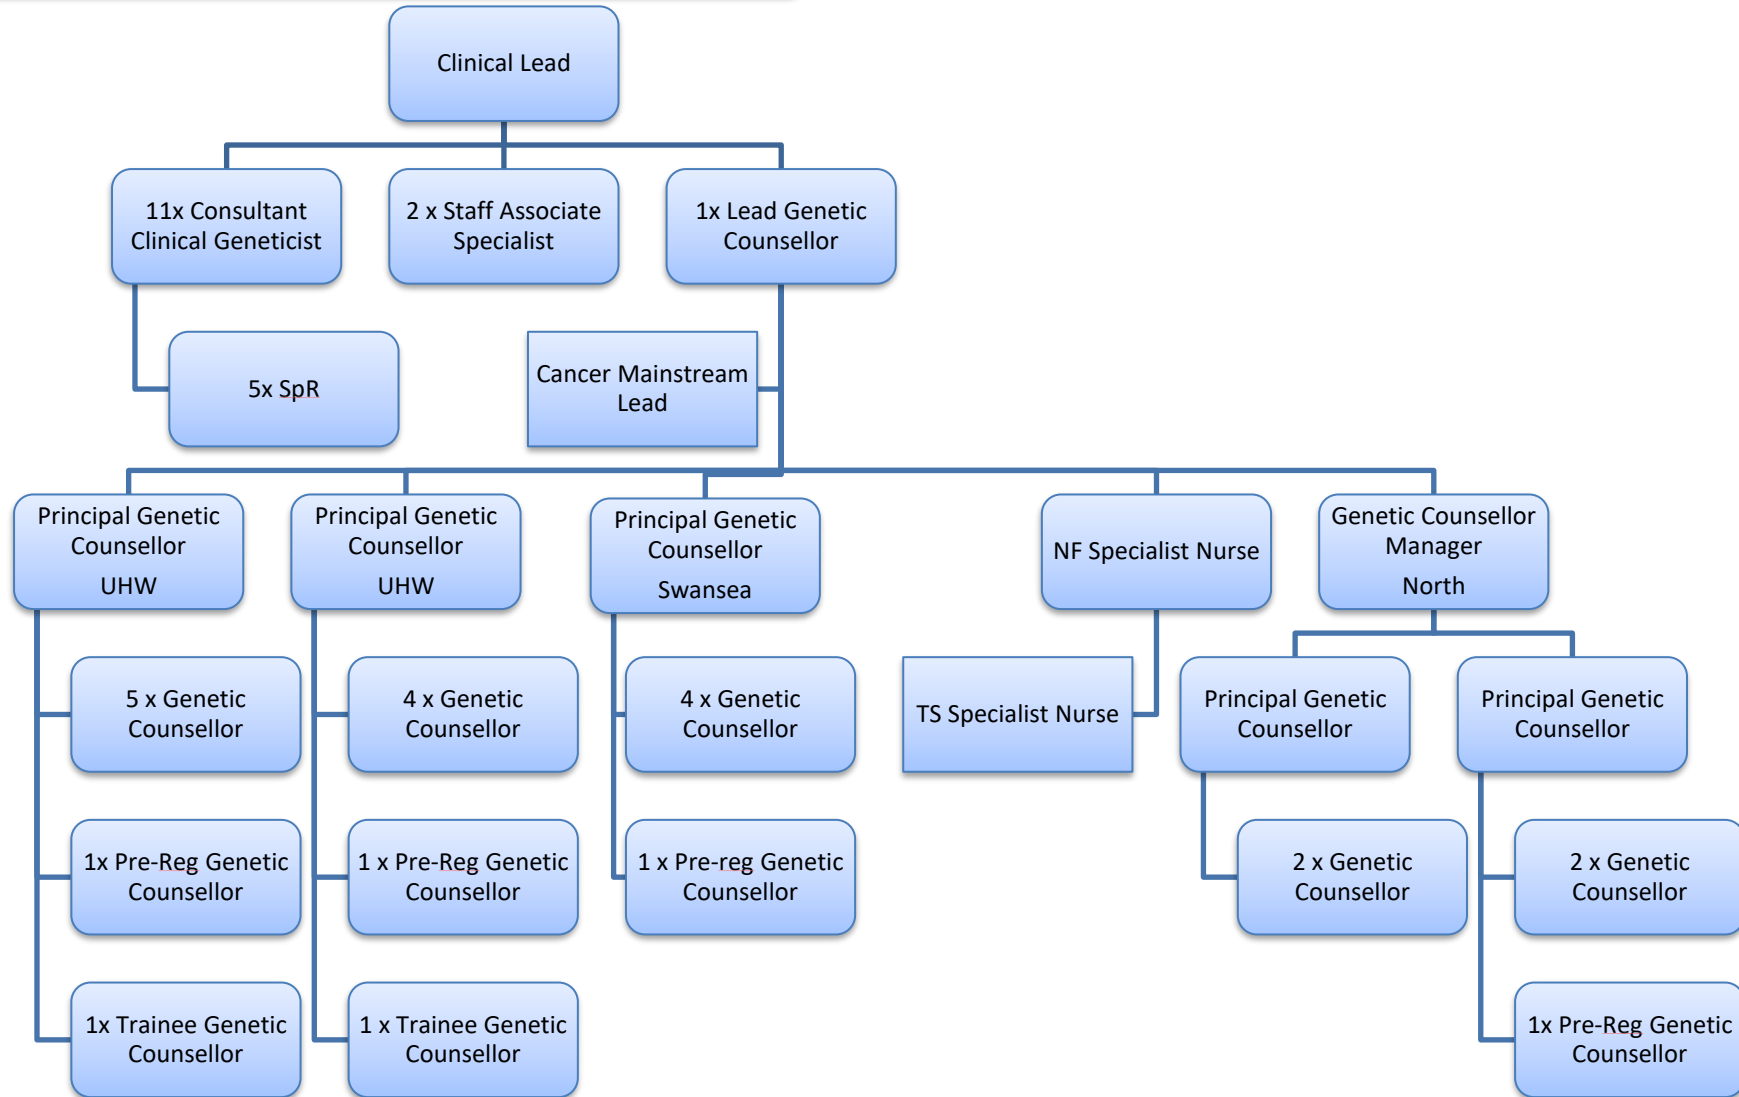 Clinical Lead
11x Consultant
Clinical Geneticist
2 x Staff Associate
Specialist
1x Lead Genetic
Counsellor
5x SpR
Cancer Mainstream
Lead
Principal Genetic
Counsellor
UHW
Principal Genetic
Counsellor
UHW
Principal Genetic
Counsellor
Swansea
NF Specialist Nurse
Genetic Counsellor
Manager
North
5 x Genetic
Counsellor
4 x Genetic
Counsellor
4 x Genetic
Counsellor
TS Specialist Nurse
Principal Genetic
Counsellor
Principal Genetic
Counsellor
1x Pre-Reg Genetic
Counsellor
1 x Pre-Reg Genetic
Counsellor
1 x Pre-reg Genetic
Counsellor
2 x Genetic
Counsellor
2 x Genetic
Counsellor
1x Trainee Genetic
Counsellor
1 x Trainee Genetic
Counsellor
1x Pre-Reg Genetic
Counsellor